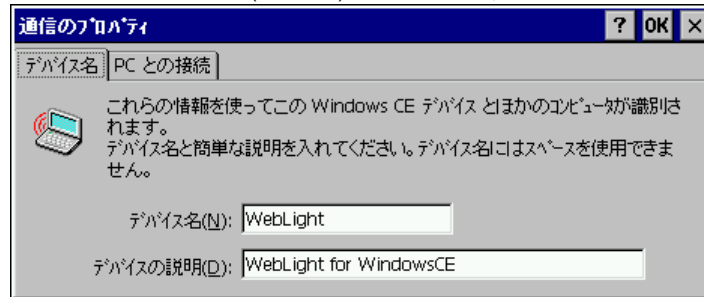 通信のﾌﾟﾛﾊﾟﾃｨ ? OK ×
ﾃﾞﾊﾞｲｽ名 PC との接続
これらの情報を使ってこの Windows CE ﾃﾞﾊﾞｲｽ とほかのｺﾝﾋﾟｭｰﾀが識別さ
れます。
ﾃﾞﾊﾞｲｽ名と簡単な説明を入れてください。ﾃﾞﾊﾞｲｽ名にはｽﾍﾟｰｽを使用できま
せん。
ﾃﾞﾊﾞｲｽ名(N): WebLight
ﾃﾞﾊﾞｲｽの説明(D): WebLight for WindowsCE